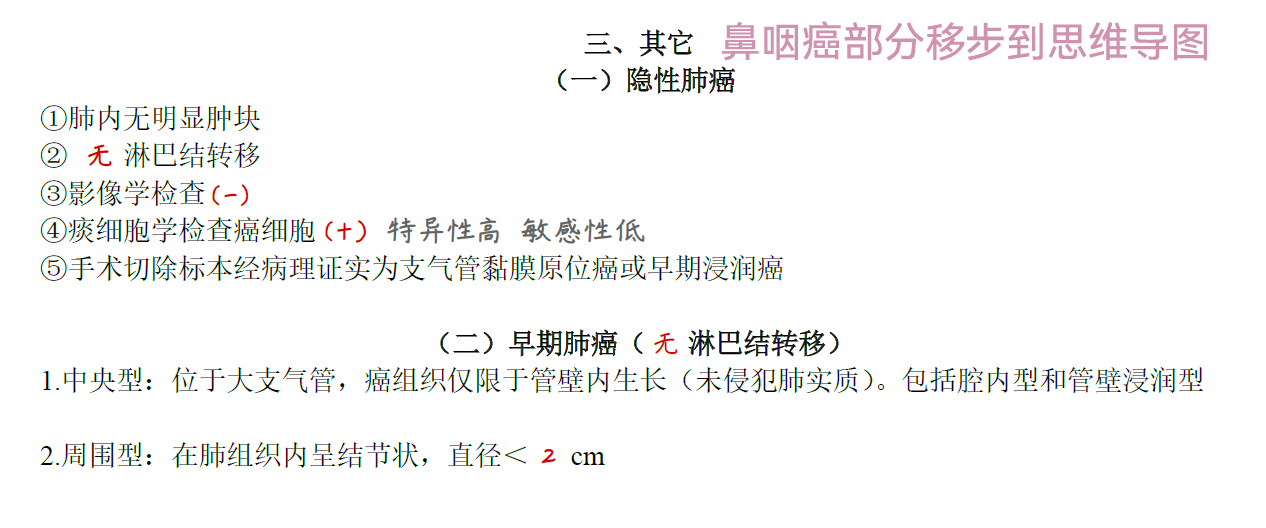 三、其它 鼻咽癌部分移步到思维导图
（一）隐性肺癌
①肺内无明显肿块
② 无 淋巴结转移
③影像学检查(-)
④痰细胞学检查癌细胞(+) 特异性高 敏感性低
⑤手术切除标本经病理证实为支气管黏膜原位癌或早期浸润癌
（二）早期肺癌（ 无 淋巴结转移）
1.中央型：位于大支气管，癌组织仅限于管壁内生长（未侵犯肺实质）。包括腔内型和管壁浸润型
2.周围型：在肺组织内呈结节状，直径＜ 2 cm